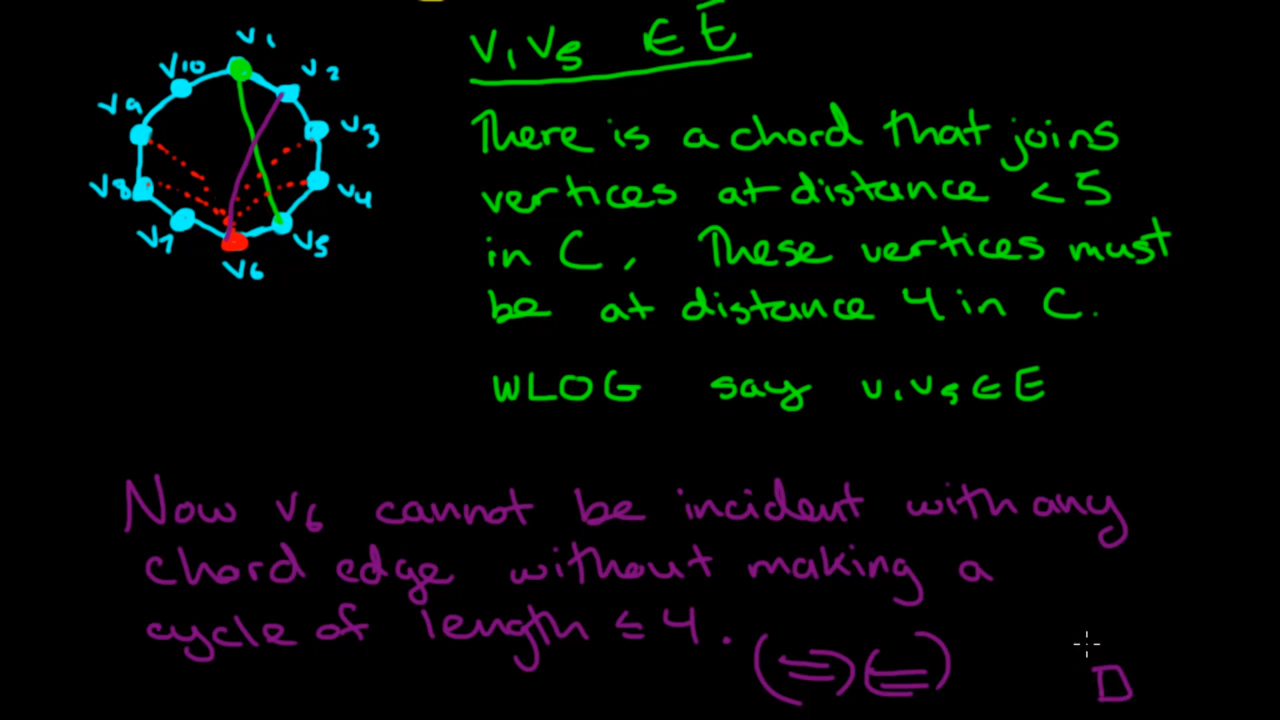 v1
v2
v3
v4
v5
v6
v7
v8
v9
v10
v1v5 ∈ E
There is a chord that joins
vertices at distance < 5
in C. These vertices must
be at distance 4 in C.
WLOG say v1v5 ∈ E
Now v6 cannot be incident with any
chord edge without making a
cycle of length ≤ 4. (⇒)(⇐)
□